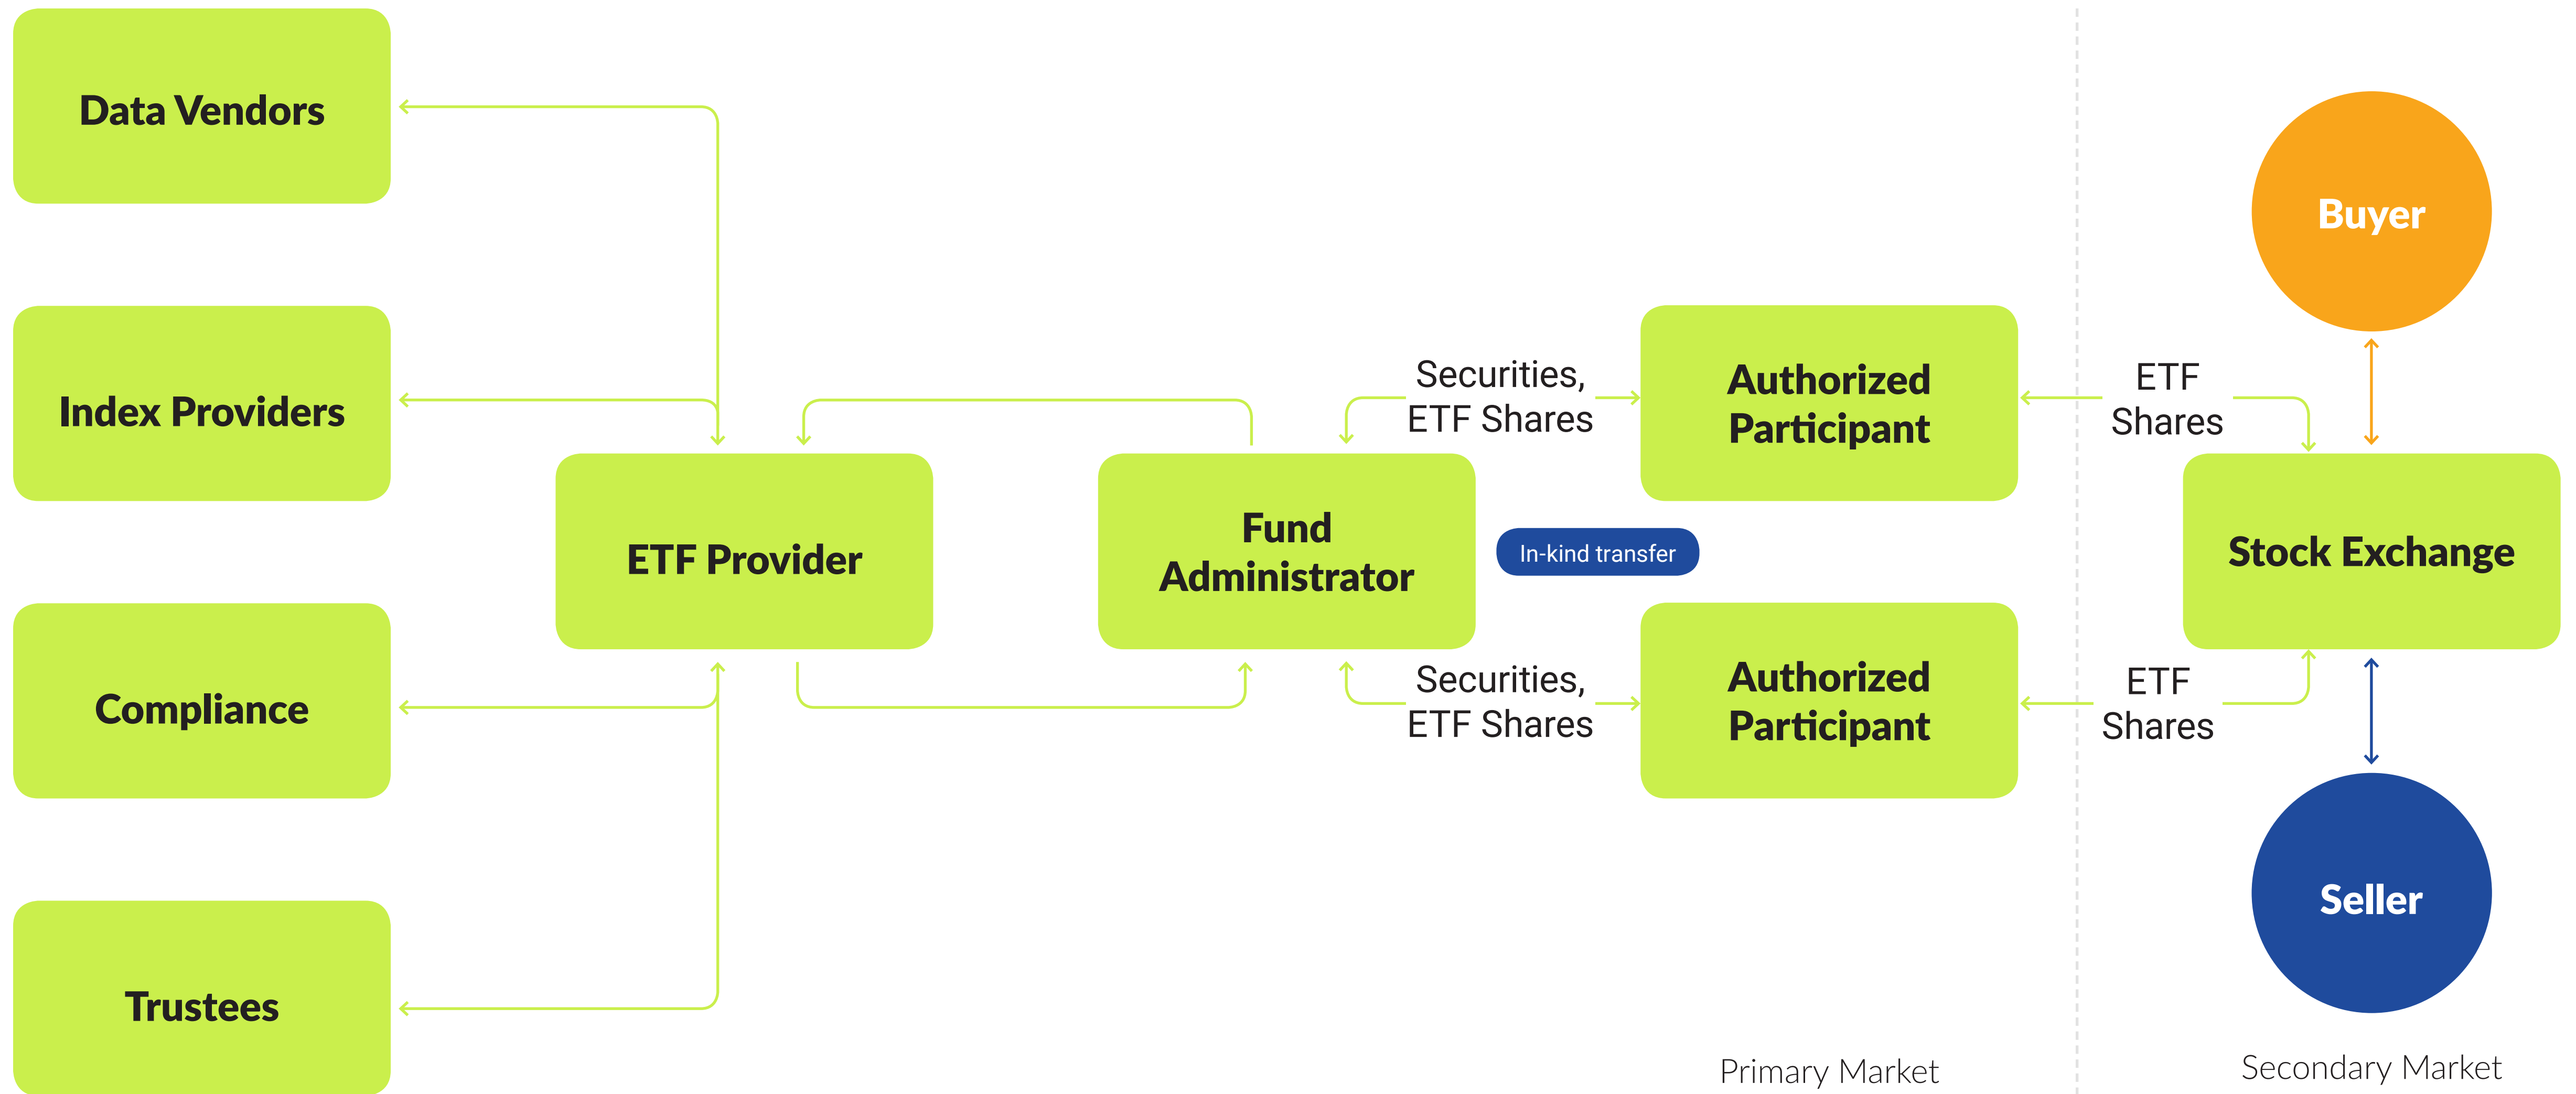 Data Vendors
Index Providers
Compliance
Trustees
ETF Provider
Fund
Administrator
Securities,
ETF Shares
In-kind transfer
Securities,
ETF Shares
Authorized
Participant
Authorized
Participant
Primary Market
ETF
Shares
ETF
Shares
Buyer
Stock Exchange
Seller
Secondary Market